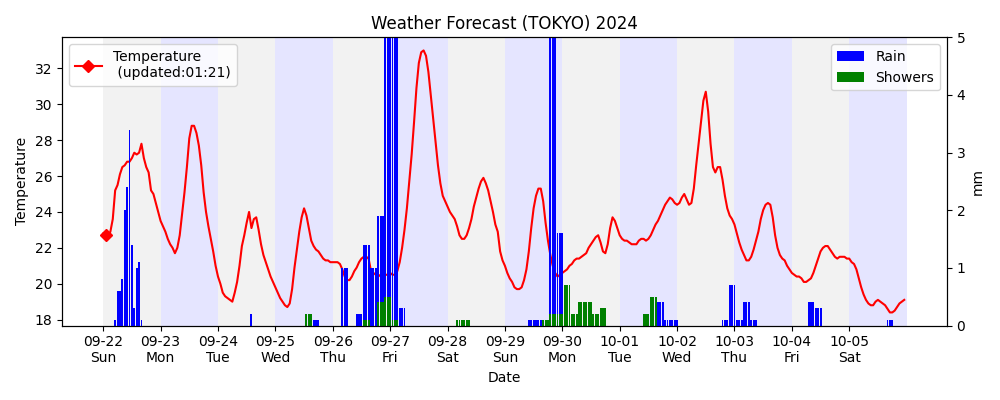 Weather Forecast (TOKYO) 2024
Temperature
(updated:01:21)
Rain
Showers
Temperature
32
30
28
26
24
22
20
18
5
4
3
2
1
0
mm
09-22 09-23 09-24 09-25 09-26 09-27 09-28 09-29 09-30 10-01 10-02 10-03 10-04 10-05
Sun Mon Tue Wed Thu Fri Sat Sun Mon Tue Wed Thu Fri Sat
Date